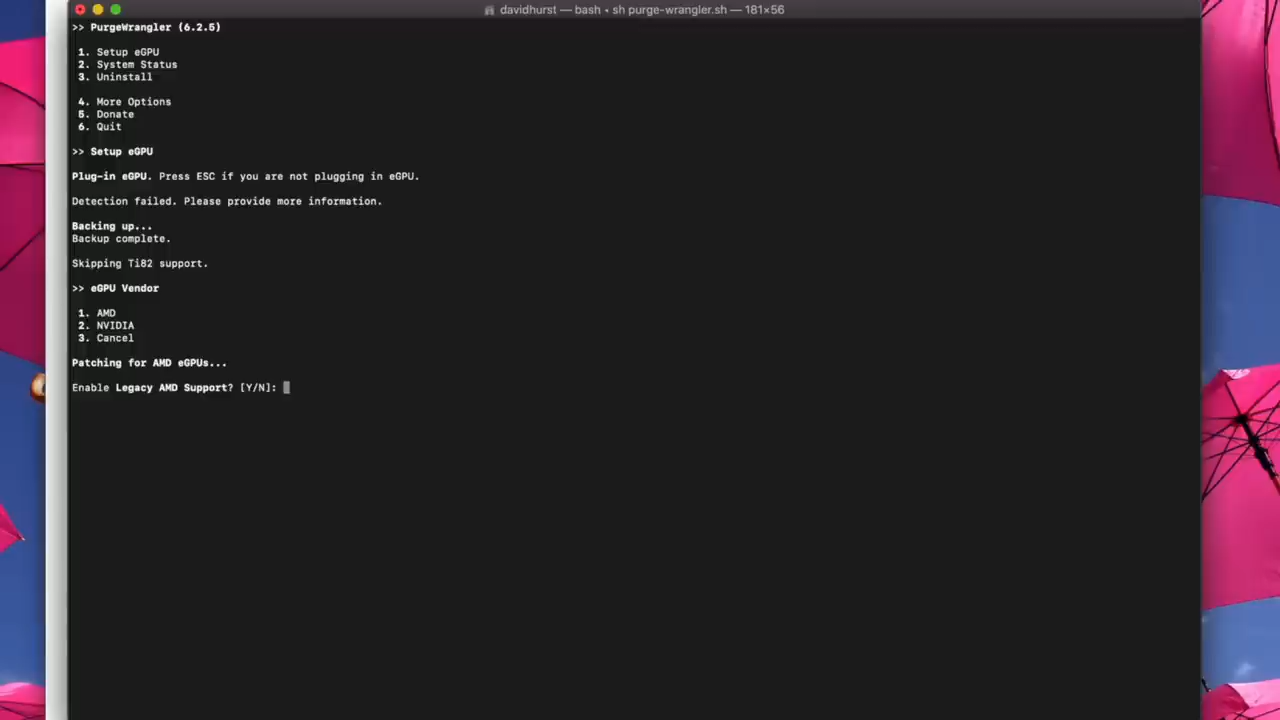 davidhurst — bash • sh purge-wrangler.sh — 181×56
>> PurgeWrangler (6.2.5)
1. Setup eGPU
2. System Status
3. Uninstall
4. More Options
5. Donate
6. Quit
>> Setup eGPU
Plug-in eGPU. Press ESC if you are not plugging in eGPU.
Detection failed. Please provide more information.
Backing up...
Backup complete.
Skipping Ti82 support.
>> eGPU Vendor
1. AMD
2. NVIDIA
3. Cancel
Patching for AMD eGPUs...
Enable Legacy AMD Support? [Y/N]: